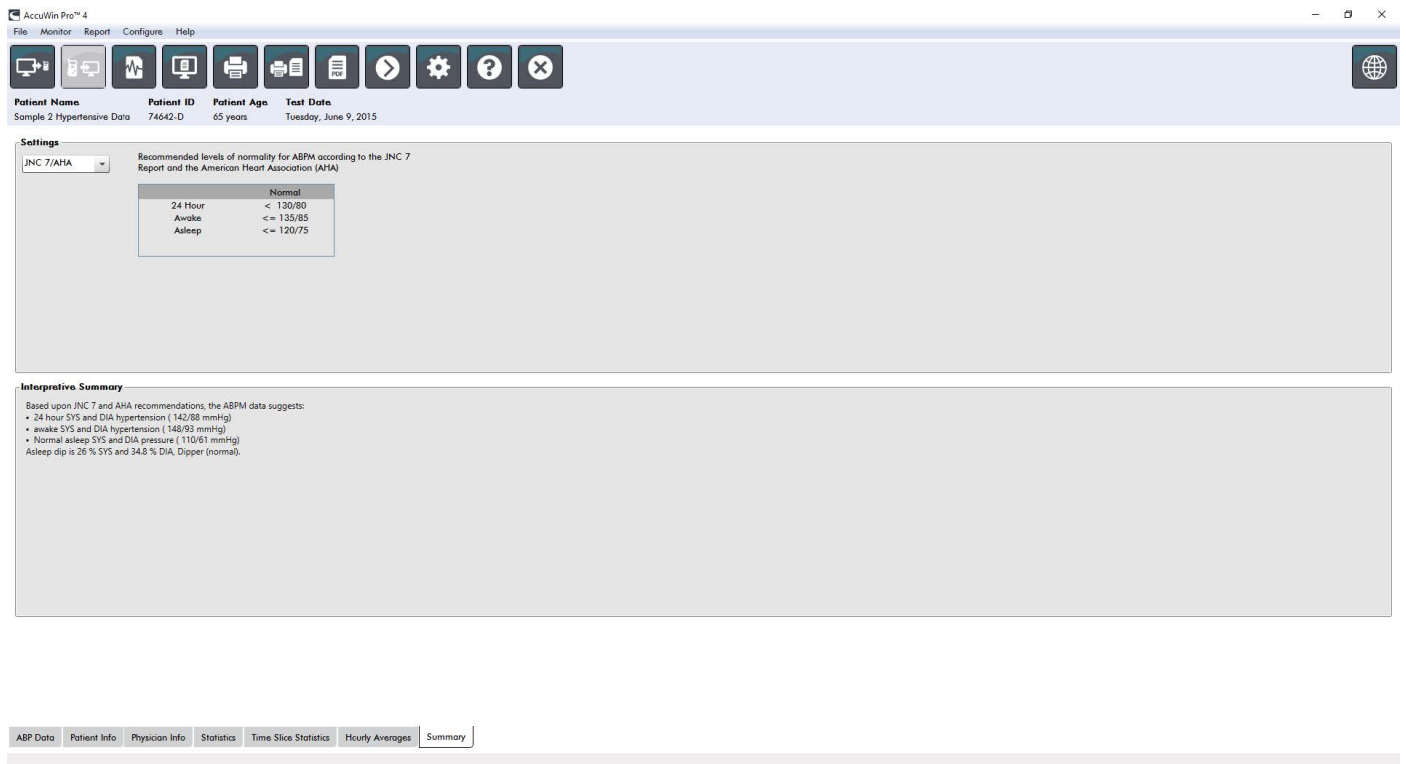 AccuWin Pro™ 4
File Monitor Report Configure Help
PDF
Patient Name Patient ID Patient Age Test Date
Sample 2 Hypertensive Data 74642-D 65 years Tuesday, June 9, 2015
Settings
JNC 7/AHA
Recommended levels of normality for ABPM according to the JNC 7
Report and the American Heart Association (AHA)
Normal
24 Hour < 130/80
Awake <= 135/85
Asleep <= 120/75
Interpretive Summary
Based upon JNC 7 and AHA recommendations, the ABPM data suggests:
• 24 hour SYS and DIA hypertension ( 142/88 mmHg)
• awake SYS and DIA hypertension ( 148/93 mmHg)
• Normal asleep SYS and DIA pressure ( 110/61 mmHg)
Asleep dip is 26 % SYS and 34.8 % DIA, Dipper (normal).
ABP Data Patient Info Physician Info Statistics Time Slice Statistics Hourly Averages Summary